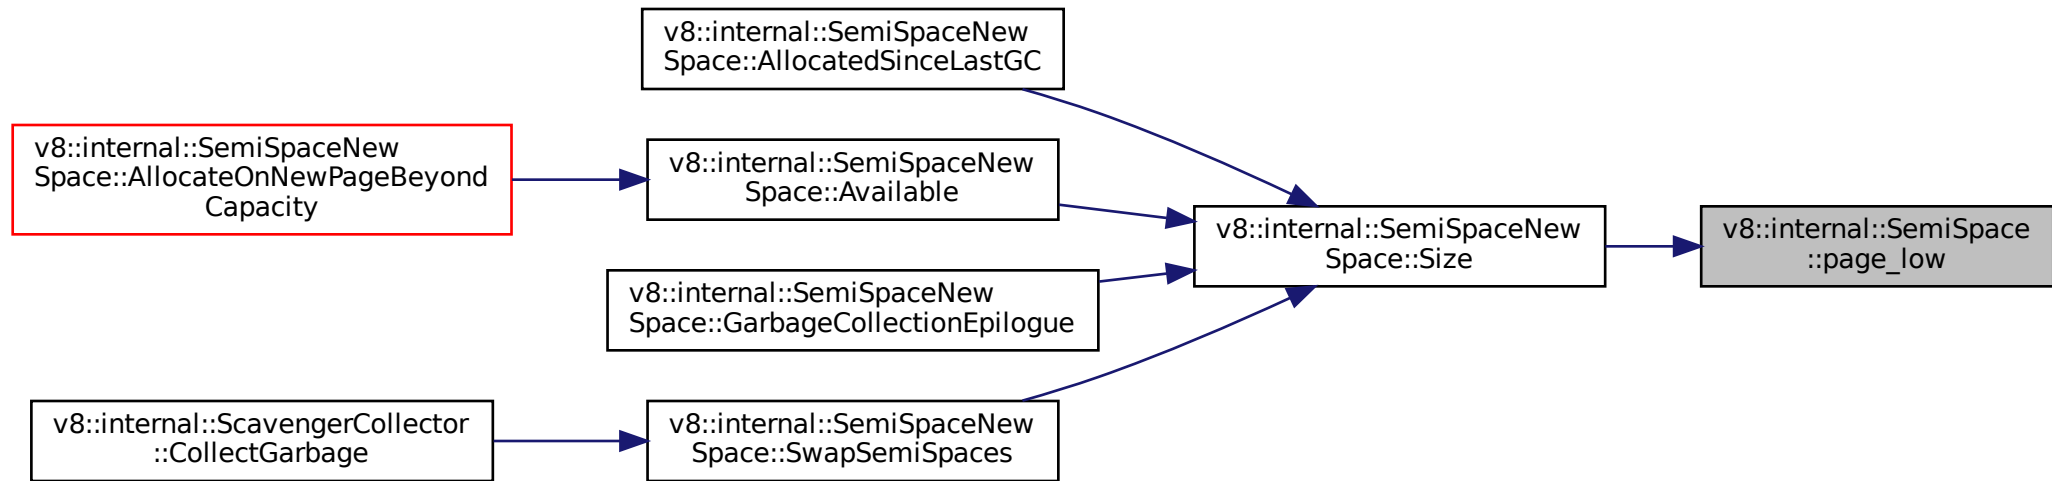 v8::internal::SemiSpaceNew
Space::AllocatedSinceLastGC
v8::internal::SemiSpaceNew
Space::AllocateOnNewPageBeyond
Capacity
v8::internal::SemiSpaceNew
Space::Available
v8::internal::SemiSpaceNew
Space::Size
v8::internal::SemiSpace
::page_low
v8::internal::SemiSpaceNew
Space::GarbageCollectionEpilogue
v8::internal::ScavengerCollector
::CollectGarbage
v8::internal::SemiSpaceNew
Space::SwapSemiSpaces